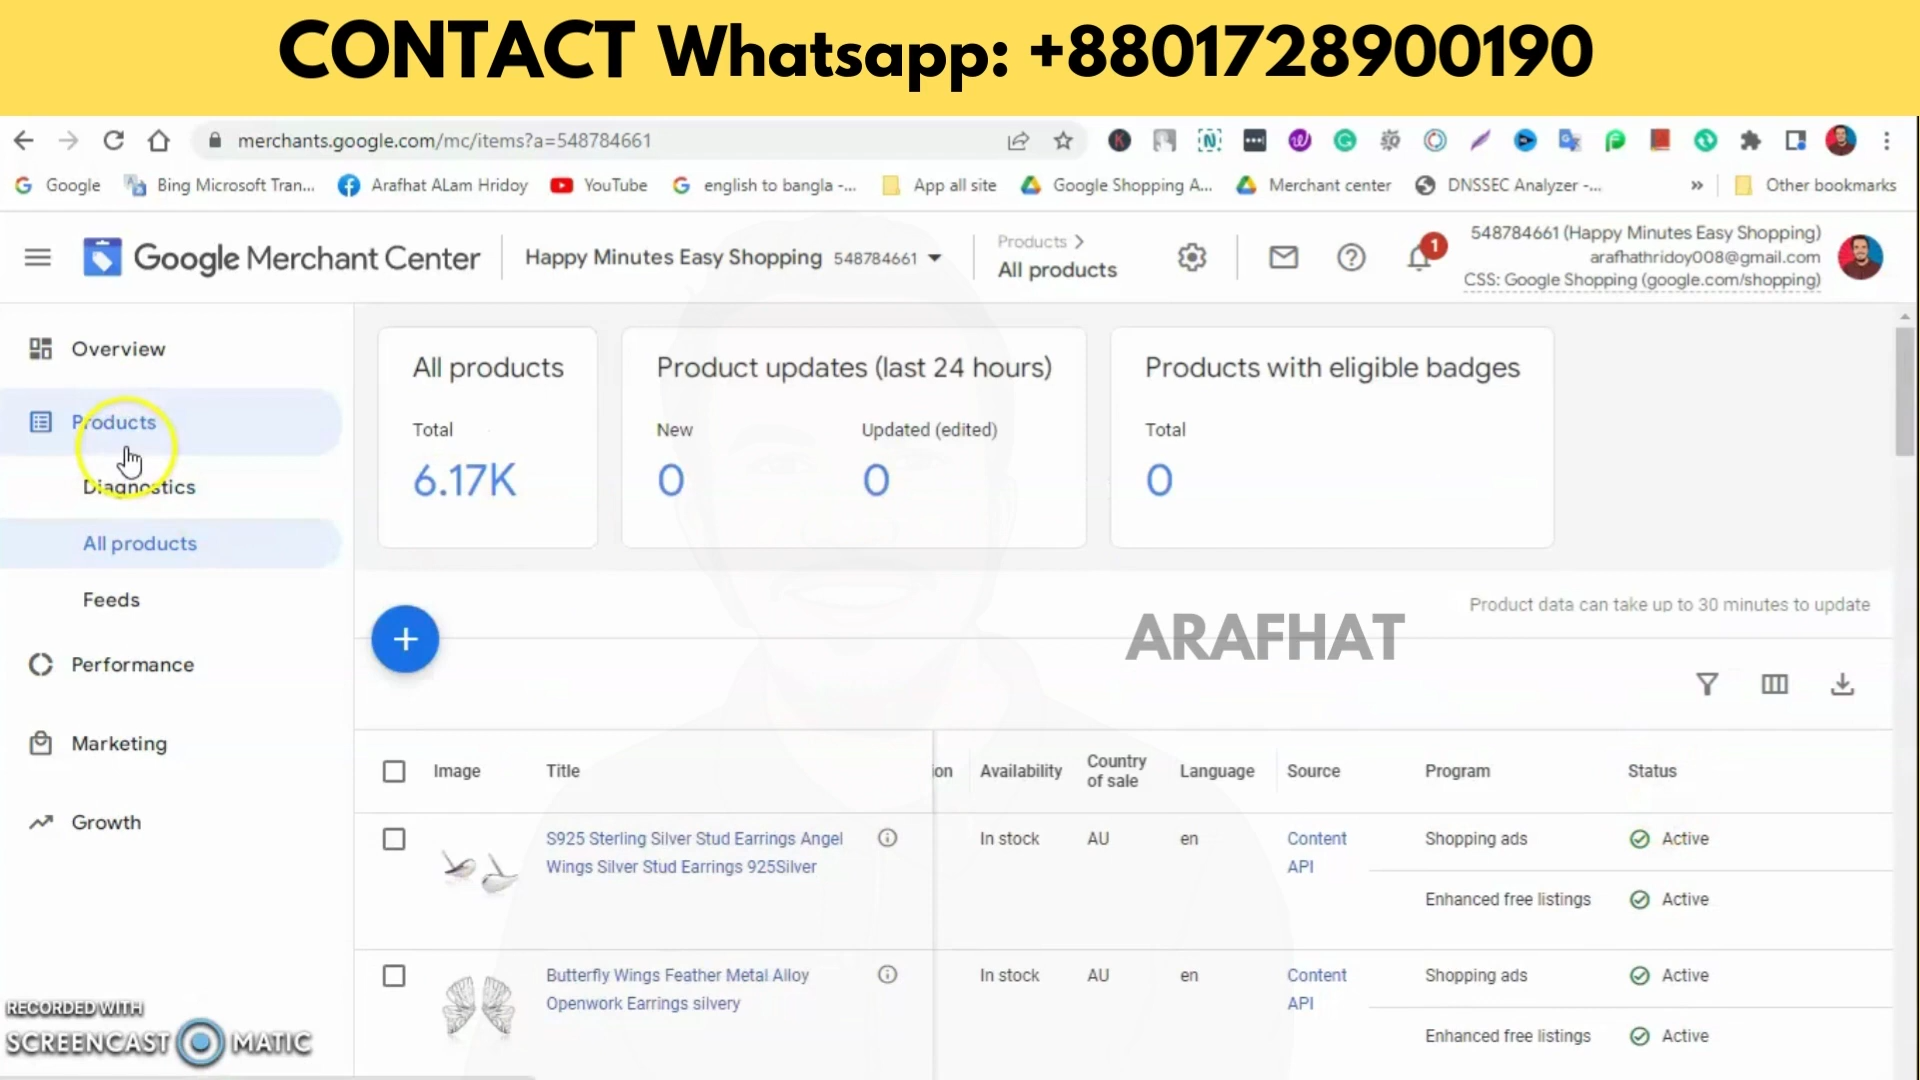 CONTACT Whatsapp: +8801728900190
merchants.google.com/mc/items?a=548784661
Google
Bing Microsoft Tran...
Arafhat ALam Hridoy
YouTube
english to bangla -...
App all site
Google Shopping A...
Merchant center
DNSSEC Analyzer -...
»
Other bookmarks
Google Merchant Center
Happy Minutes Easy Shopping 548784661
Products >
All products
1
548784661 (Happy Minutes Easy Shopping)
arafhathridoy008@gmail.com
CSS: Google Shopping (google.com/shopping)
Overview
Products
Diagnostics
All products
Feeds
Performance
Marketing
Growth
All products
Total
6.17K
Product updates (last 24 hours)
New
0
Updated (edited)
0
Products with eligible badges
Total
0
Product data can take up to 30 minutes to update
ARAFHAT
Image
Title
ion
Availability
Country
of sale
Language
Source
Program
Status
S925 Sterling Silver Stud Earrings Angel
Wings Silver Stud Earrings 925Silver
In stock
AU
en
Content
API
Shopping ads
Active
Enhanced free listings
Active
Butterfly Wings Feather Metal Alloy
Openwork Earrings silvery
In stock
AU
en
Content
API
Shopping ads
Active
Enhanced free listings
Active
RECORDED WITH
SCREENCAST MATIC